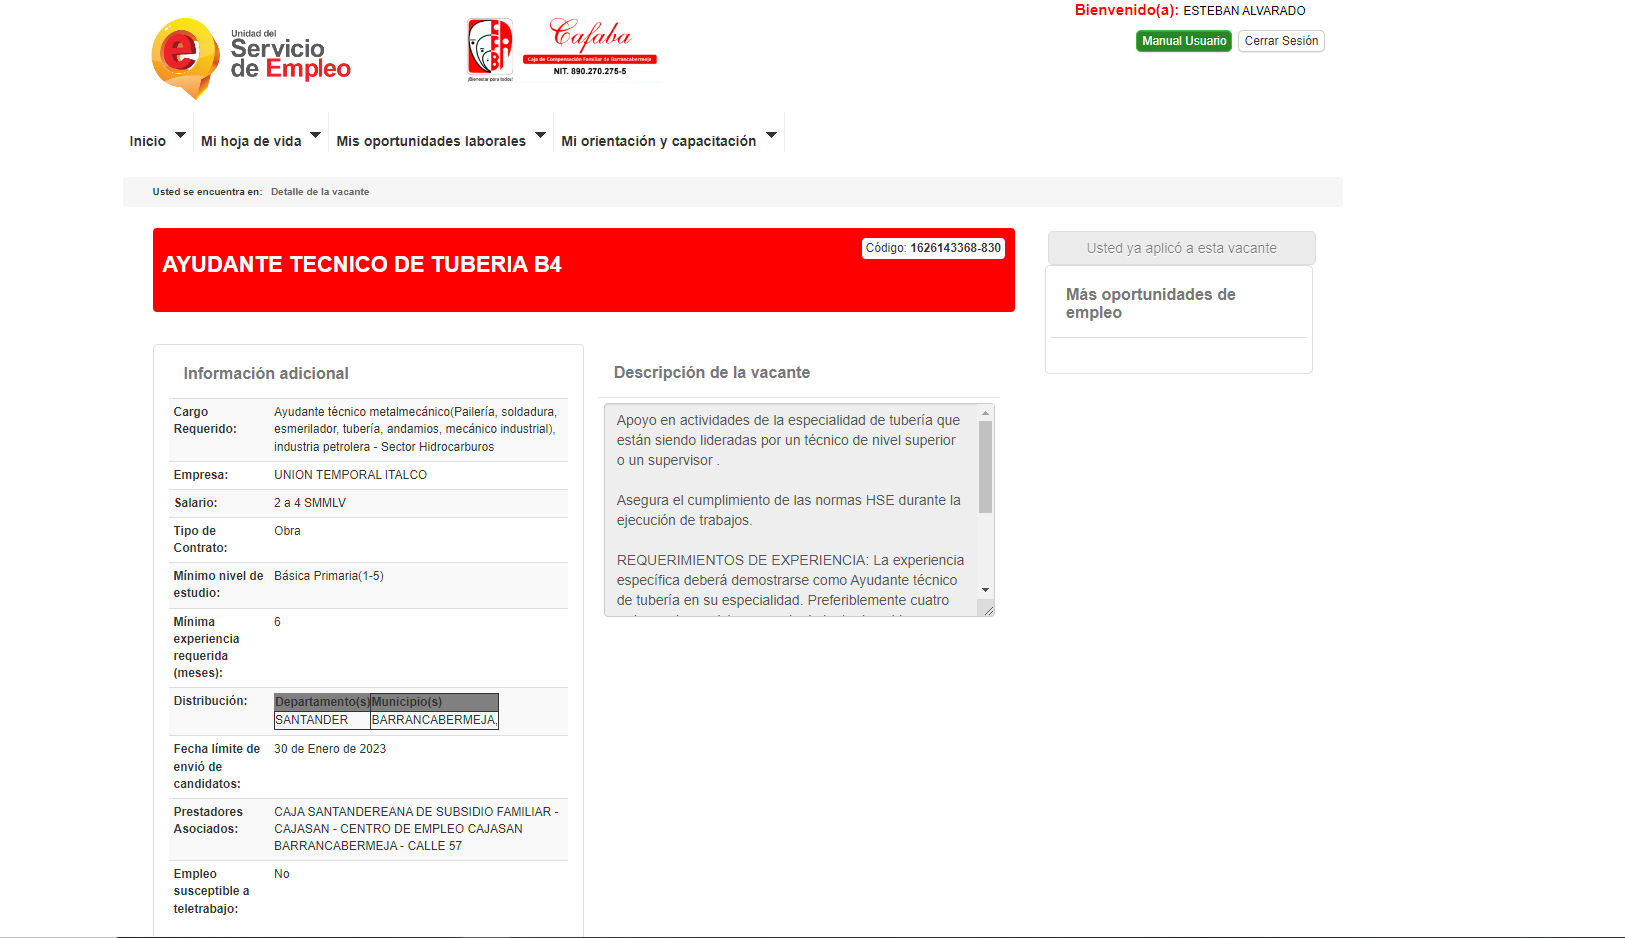 Unidad del
Servicio
de Empleo
Cafaba
Caja de Compensación Familiar de Barrancabermeja
NIT. 890.270.275-5
¡Bienestar para todos!
Bienvenido(a): ESTEBAN ALVARADO
Manual Usuario
Cerrar Sesión
Inicio
Mi hoja de vida
Mis oportunidades laborales
Mi orientación y capacitación
Usted se encuentra en: Detalle de la vacante
AYUDANTE TECNICO DE TUBERIA B4
Código: 1626143368-830
Usted ya aplicó a esta vacante
Más oportunidades de
empleo
Información adicional
Cargo
Requerido:
Ayudante técnico metalmecánico(Pailería, soldadura,
esmerilador, tubería, andamios, mecánico industrial),
industria petrolera - Sector Hidrocarburos
Empresa:
UNION TEMPORAL ITALCO
Salario:
2 a 4 SMMLV
Tipo de
Contrato:
Obra
Mínimo nivel de
estudio:
Básica Primaria(1-5)
Mínima
experiencia
requerida
(meses):
6
Distribución:
Departamento(s) Municipio(s)
SANTANDER BARRANCABERMEJA,
Fecha límite de
envió de
candidatos:
30 de Enero de 2023
Prestadores
Asociados:
CAJA SANTANDEREANA DE SUBSIDIO FAMILIAR -
CAJASAN - CENTRO DE EMPLEO CAJASAN
BARRANCABERMEJA - CALLE 57
Empleo
susceptible a
teletrabajo:
No
Descripción de la vacante
Apoyo en actividades de la especialidad de tubería que
están siendo lideradas por un técnico de nivel superior
o un supervisor .
Asegura el cumplimiento de las normas HSE durante la
ejecución de trabajos.
REQUERIMIENTOS DE EXPERIENCIA: La experiencia
específica deberá demostrarse como Ayudante técnico
de tubería en su especialidad. Preferiblemente cuatro